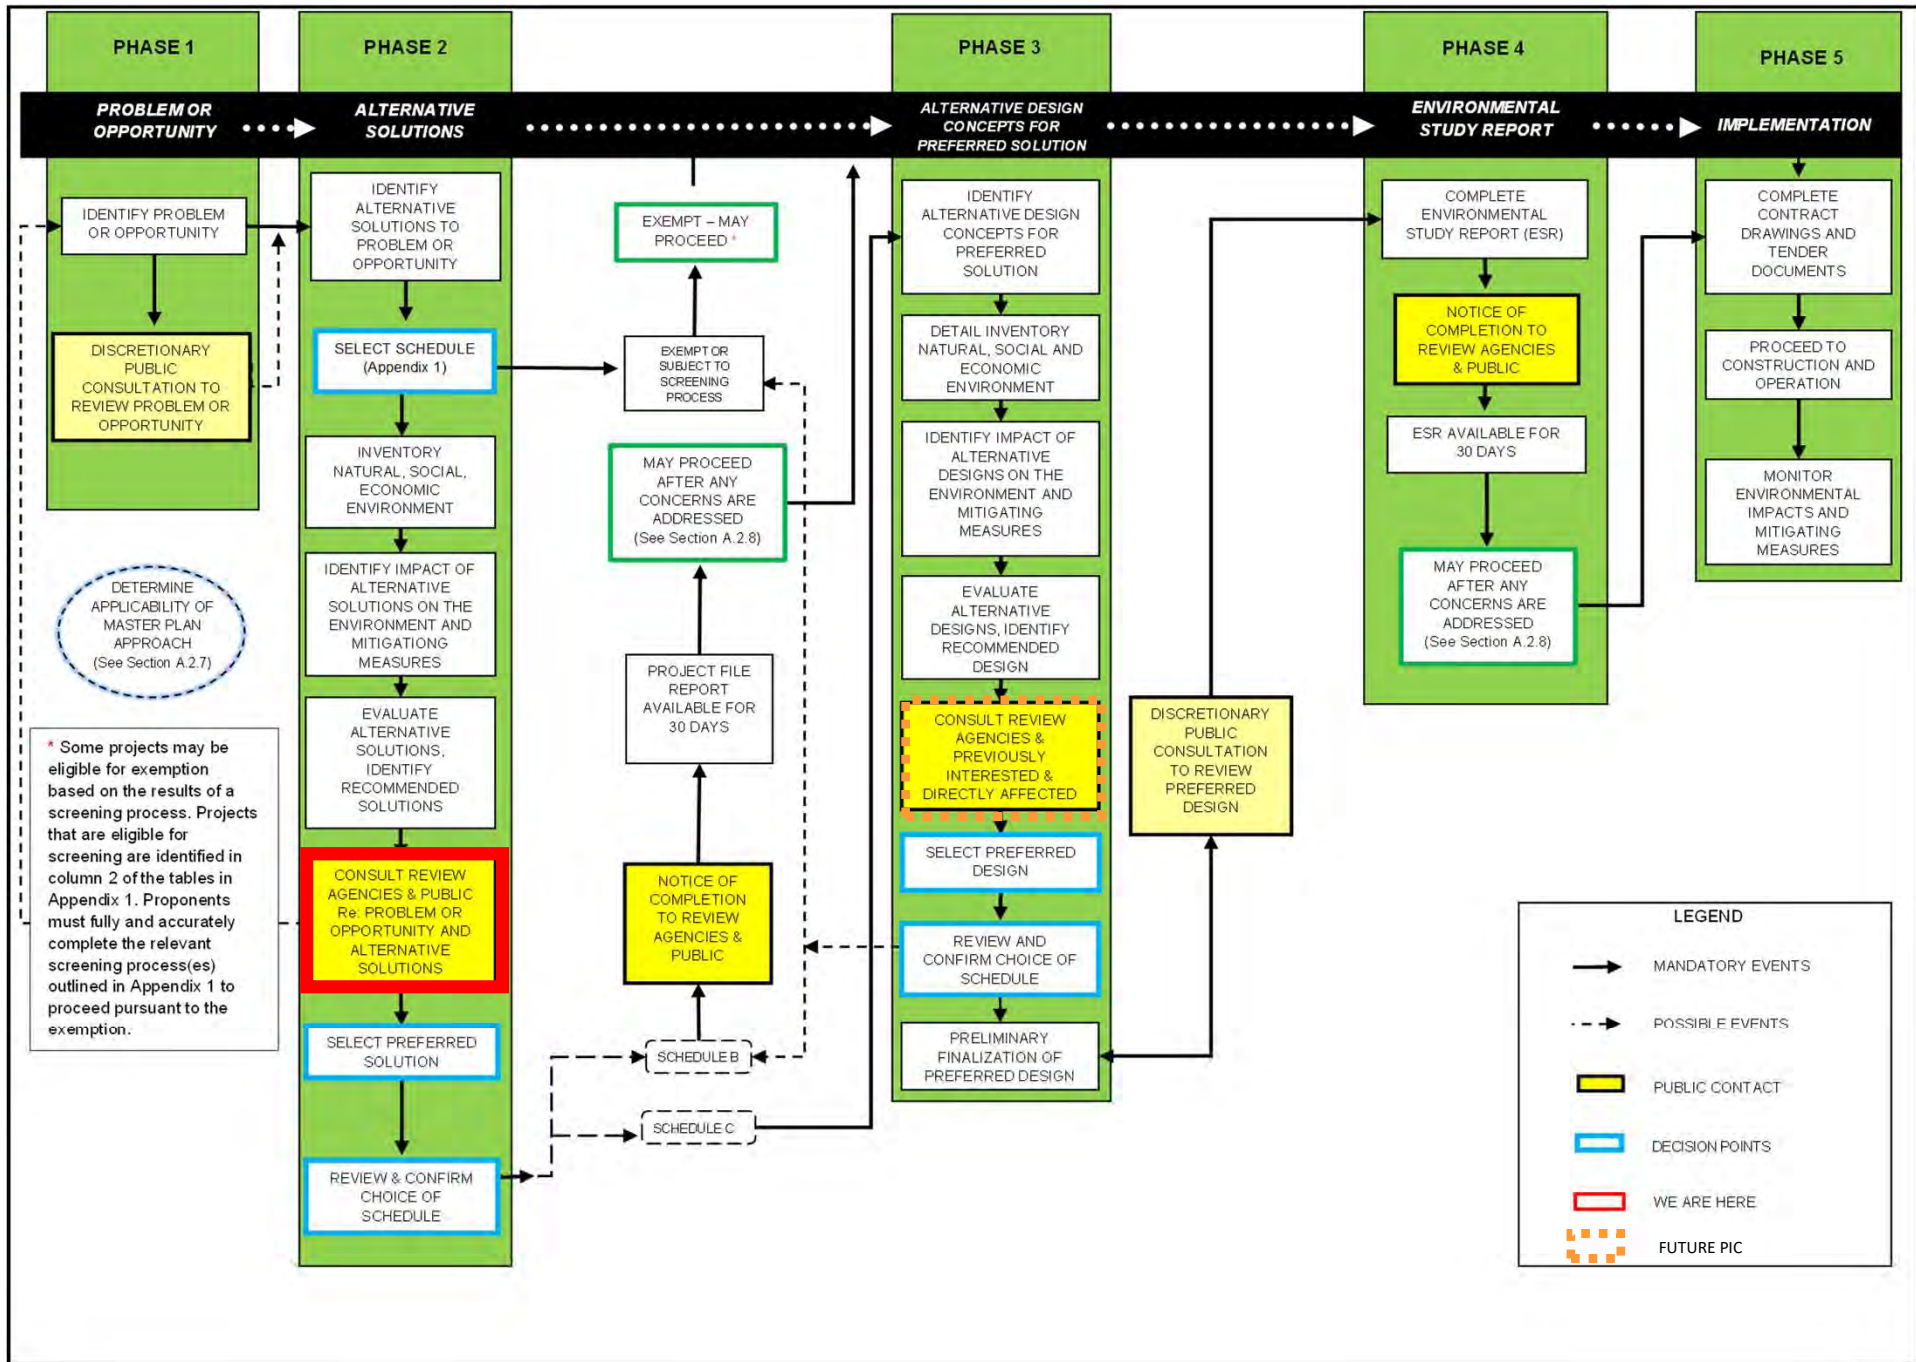 PHASE 1
PROBLEM OR
OPPORTUNITY
IDENTIFY PROBLEM
OR OPPORTUNITY
DISCRETIONARY
PUBLIC
CONSULTATION TO
REVIEW PROBLEM OR
OPPORTUNITY
DETERMINE
APPLICABILITY OF
MASTER PLAN
APPROACH
(See Section A.2.7)
* Some projects may be
eligible for exemption
based on the results of a
screening process. Projects
that are eligible for
screening are identified in
column 2 of the tables in
Appendix 1. Proponents
must fully and accurately
complete the relevant
screening process(es)
outlined in Appendix 1 to
proceed pursuant to the
exemption.
PHASE 2
ALTERNATIVE
SOLUTIONS
IDENTIFY
ALTERNATIVE
SOLUTIONS TO
PROBLEM OR
OPPORTUNITY
SELECT SCHEDULE
(Appendix 1)
INVENTORY
NATURAL, SOCIAL,
ECONOMIC
ENVIRONMENT
IDENTIFY IMPACT OF
ALTERNATIVE
SOLUTIONS ON THE
ENVIRONMENT AND
MITIGATIONG
MEASURES
EVALUATE
ALTERNATIVE
SOLUTIONS,
IDENTIFY
RECOMMENDED
SOLUTIONS
CONSULT REVIEW
AGENCIES & PUBLIC
Re: PROBLEM OR
OPPORTUNITY AND
ALTERNATIVE
SOLUTIONS
SELECT PREFERRED
SOLUTION
REVIEW & CONFIRM
CHOICE OF
SCHEDULE
EXEMPT – MAY
PROCEED *
EXEMPT OR
SUBJECT TO
SCREENING
PROCESS
MAY PROCEED
AFTER ANY
CONCERNS ARE
ADDRESSED
(See Section A.2.8)
PROJECT FILE
REPORT
AVAILABLE FOR
30 DAYS
NOTICE OF
COMPLETION
TO REVIEW
AGENCIES &
PUBLIC
SCHEDULE B
SCHEDULE C
PHASE 3
ALTERNATIVE DESIGN
CONCEPTS FOR
PREFERRED SOLUTION
IDENTIFY
ALTERNATIVE DESIGN
CONCEPTS FOR
PREFERRED
SOLUTION
DETAIL INVENTORY
NATURAL, SOCIAL AND
ECONOMIC
ENVIRONMENT
IDENTIFY IMPACT OF
ALTERNATIVE
DESIGNS ON THE
ENVIRONMENT AND
MITIGATING
MEASURES
EVALUATE
ALTERNATIVE
DESIGNS, IDENTIFY
RECOMMENDED
DESIGN
CONSULT REVIEW
AGENCIES &
PREVIOUSLY
INTERESTED &
DIRECTLY AFFECTED
SELECT PREFERRED
DESIGN
REVIEW AND
CONFIRM CHOICE OF
SCHEDULE
PRELIMINARY
FINALIZATION OF
PREFERRED DESIGN
DISCRETIONARY
PUBLIC
CONSULTATION
TO REVIEW
PREFERRED
DESIGN
PHASE 4
ENVIRONMENTAL
STUDY REPORT
COMPLETE
ENVIRONMENTAL
STUDY REPORT (ESR)
NOTICE OF
COMPLETION TO
REVIEW AGENCIES
& PUBLIC
ESR AVAILABLE FOR
30 DAYS
MAY PROCEED
AFTER ANY
CONCERNS ARE
ADDRESSED
(See Section A.2.8)
PHASE 5
IMPLEMENTATION
COMPLETE
CONTRACT
DRAWINGS AND
TENDER
DOCUMENTS
PROCEED TO
CONSTRUCTION AND
OPERATION
MONITOR
ENVIRONMENTAL
IMPACTS AND
MITIGATING
MEASURES
LEGEND
MANDATORY EVENTS
POSSIBLE EVENTS
PUBLIC CONTACT
DECISION POINTS
WE ARE HERE
FUTURE PIC